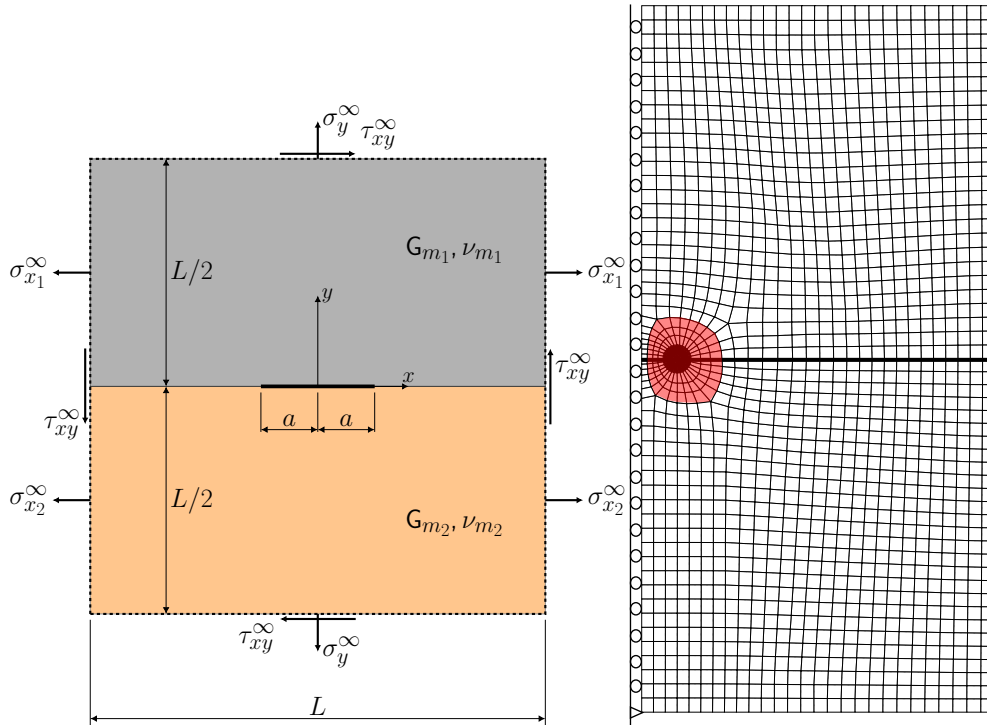 σ_y^∞
τ_xy^∞
G_m₁, ν_m₁
σ_x₁^∞
L/2
σ_x₁^∞
y
x
τ_xy^∞
τ_xy^∞
a
a
σ_x₂^∞
L/2
σ_x₂^∞
G_m₂, ν_m₂
τ_xy^∞
σ_y^∞
L